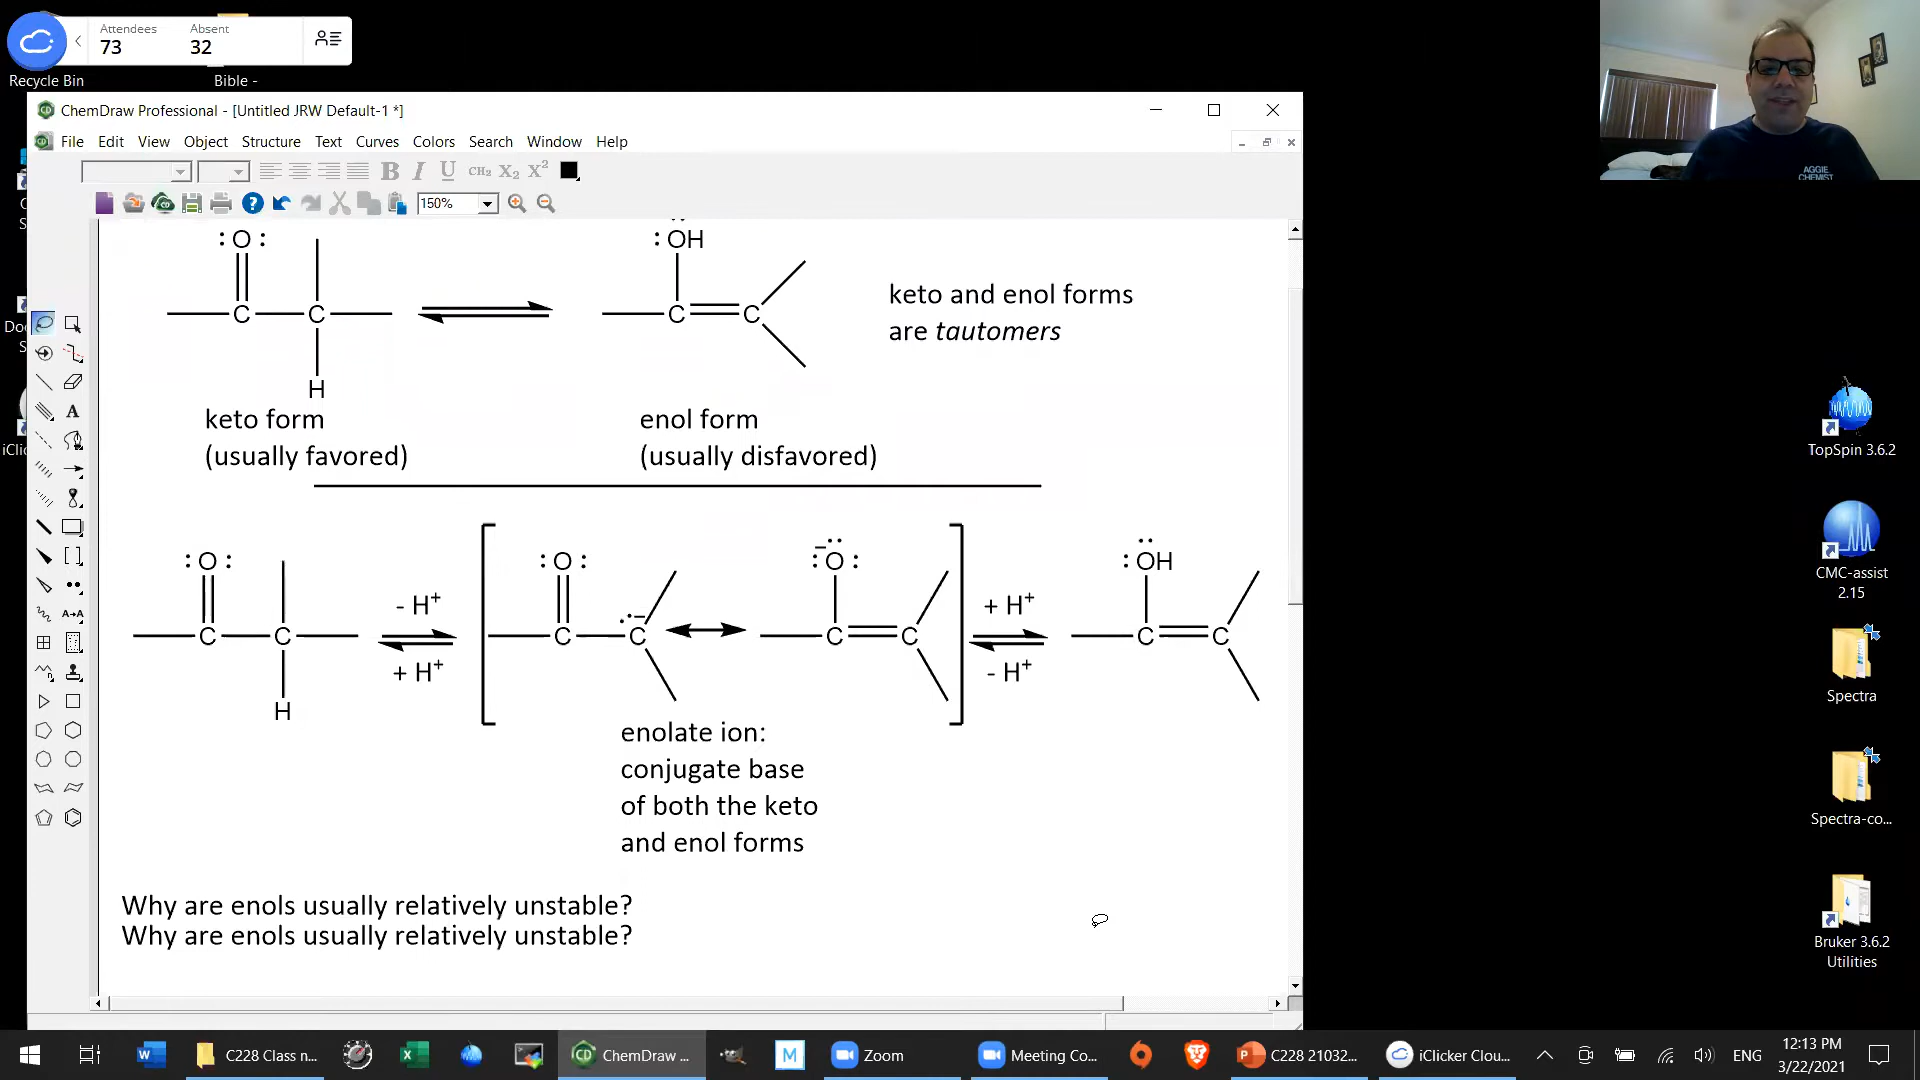 Attendees
73
Absent
32
Recycle Bin
Bible -
ChemDraw Professional - [Untitled JRW Default-1 *]
File Edit View Object Structure Text Curves Colors Search Window Help
B I U CH₂ X₂ X²
150%
:O:
C C
H
:OH
C C
keto and enol forms
are tautomers
keto form
(usually favored)
enol form
(usually disfavored)
:O:
C C
H
- H⁺
+ H⁺
:O:
C C
:O:
C C
+ H⁺
- H⁺
:OH
C C
enolate ion:
conjugate base
of both the keto
and enol forms
Why are enols usually relatively unstable?
Why are enols usually relatively unstable?
AGGIE
CHEMIST
TopSpin 3.6.2
CMC-assist
2.15
Spectra
Spectra-co...
Bruker 3.6.2
Utilities
C228 Class n...
ChemDraw ...
Zoom
Meeting Co...
C228 21032...
iClicker Clou...
ENG
12:13 PM
3/22/2021